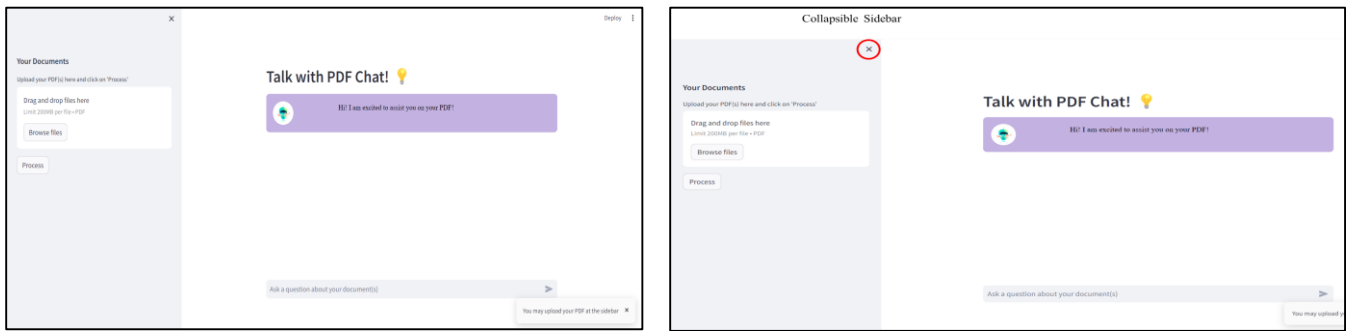 Deploy
Your Documents
Upload your PDF(s) here and click on 'Process'
Drag and drop files here
Limit 200MB per file • PDF
Browse files
Process
Talk with PDF Chat!
Hi! I am excited to assist you on your PDF!
Ask a question about your document(s)
You may upload your PDF at the sidebar
Collapsible Sidebar
Your Documents
Upload your PDF(s) here and click on 'Process'
Drag and drop files here
Limit 200MB per file • PDF
Browse files
Process
Talk with PDF Chat!
Hi! I am excited to assist you on your PDF!
Ask a question about your document(s)
You may upload y